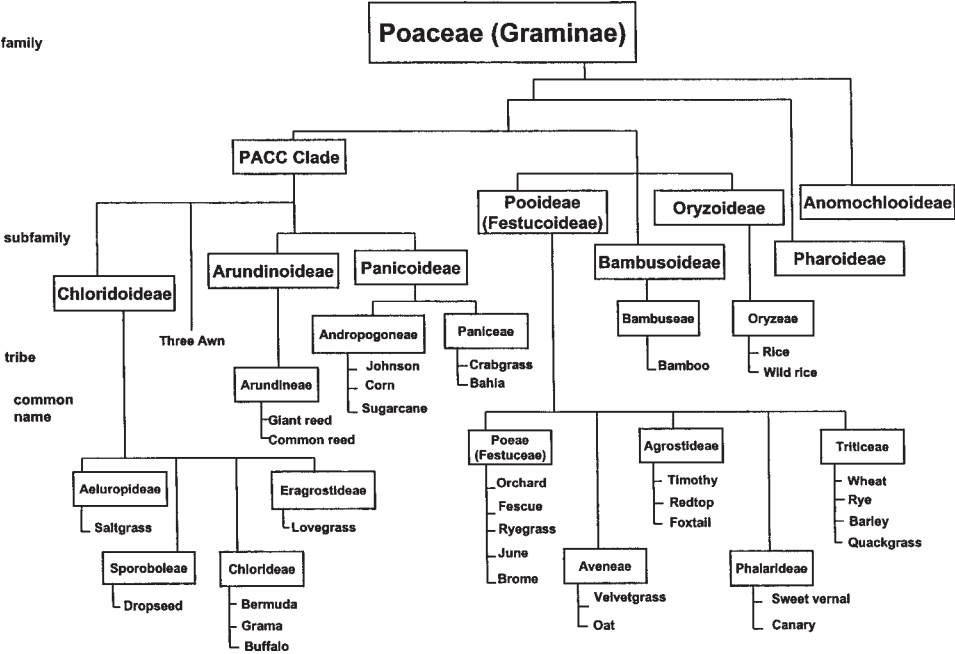 Poaceae (Graminae)
family
PACC Clade
Pooideae
(Festucoideae)
Oryzoideae
Anomochlooideae
subfamily
Arundinoideae
Panicoideae
Bambusoideae
Pharoideae
Chloridoideae
Three Awn
Andropogoneae
Paniceae
Bambuseae
Oryzeae
tribe
Johnson
Corn
Sugarcane
Crabgrass
Bahia
Bamboo
Rice
Wild rice
common
name
Arundineae
Giant reed
Common reed
Poeae
(Festuceae)
Agrostideae
Triticeae
Orchard
Fescue
Ryegrass
June
Brome
Timothy
Redtop
Foxtail
Wheat
Rye
Barley
Quackgrass
Aeluropideae
Eragrostideae
Saltgrass
Lovegrass
Sporoboleae
Chlorideae
Aveneae
Phalarideae
Dropseed
Bermuda
Grama
Buffalo
Velvetgrass
Oat
Sweet vernal
Canary